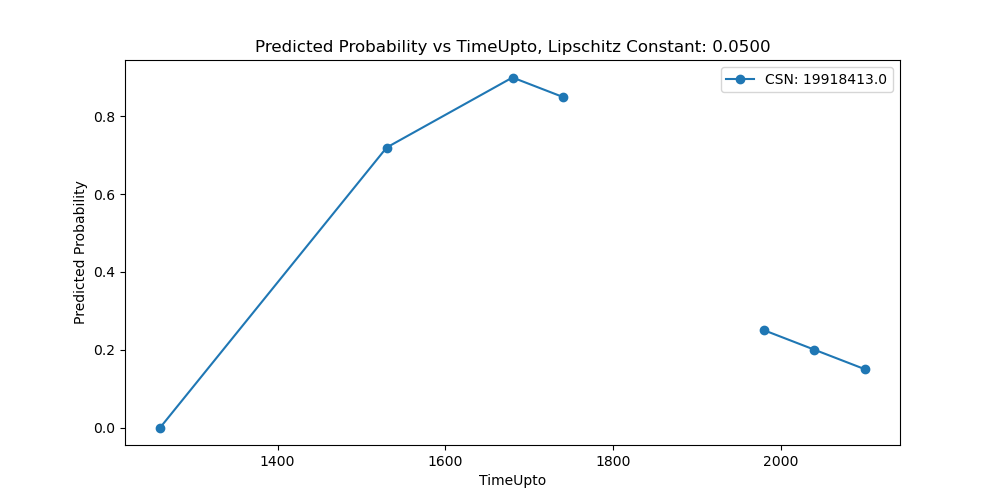 Predicted Probability vs TimeUpto, Lipschitz Constant: 0.0500
CSN: 19918413.0
Predicted Probability
0.8
0.6
0.4
0.2
0.0
1400 1600 1800 2000
TimeUpto